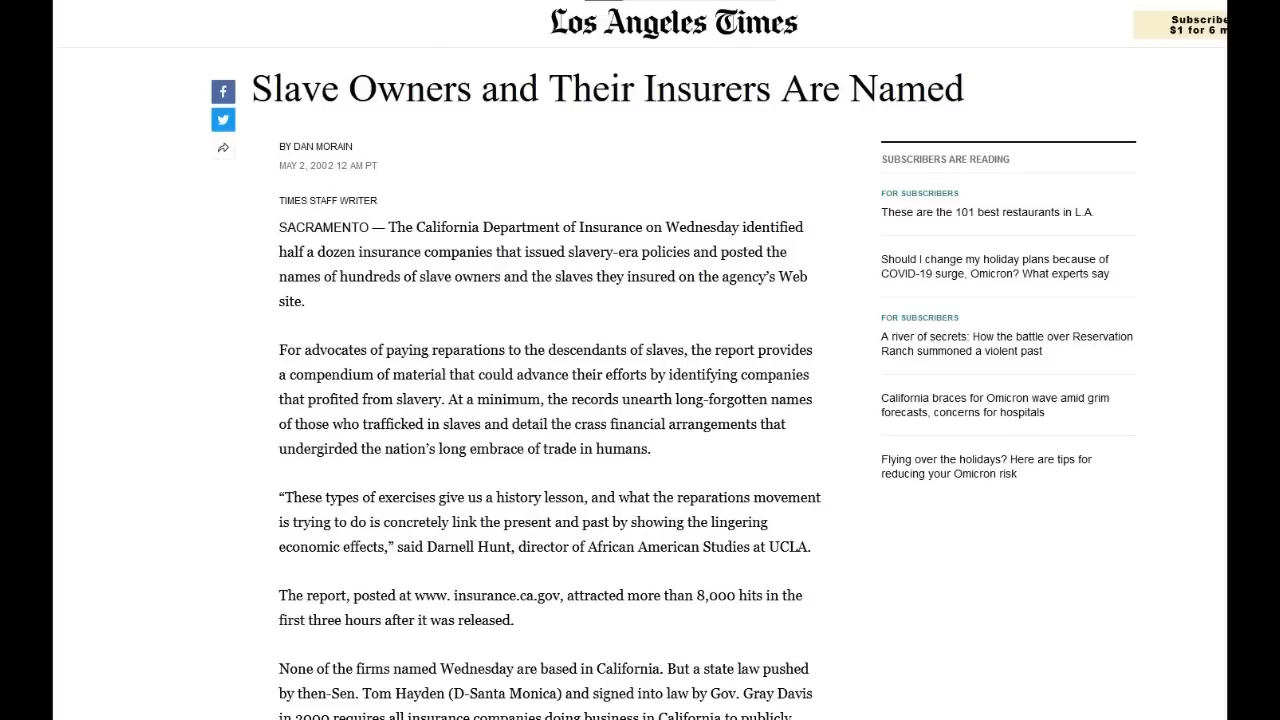 Los Angeles Times
Subscribe
$1 for 6 m
Slave Owners and Their Insurers Are Named
BY DAN MORAIN
MAY 2, 2002 12 AM PT
TIMES STAFF WRITER
SACRAMENTO — The California Department of Insurance on Wednesday identified
half a dozen insurance companies that issued slavery-era policies and posted the
names of hundreds of slave owners and the slaves they insured on the agency’s Web
site.
For advocates of paying reparations to the descendants of slaves, the report provides
a compendium of material that could advance their efforts by identifying companies
that profited from slavery. At a minimum, the records unearth long-forgotten names
of those who trafficked in slaves and detail the crass financial arrangements that
undergirded the nation’s long embrace of trade in humans.
“These types of exercises give us a history lesson, and what the reparations movement
is trying to do is concretely link the present and past by showing the lingering
economic effects,” said Darnell Hunt, director of African American Studies at UCLA.
The report, posted at www. insurance.ca.gov, attracted more than 8,000 hits in the
first three hours after it was released.
None of the firms named Wednesday are based in California. But a state law pushed
by then-Sen. Tom Hayden (D-Santa Monica) and signed into law by Gov. Gray Davis
in 2000 requires all insurance companies doing business in California to publicly
SUBSCRIBERS ARE READING
FOR SUBSCRIBERS
These are the 101 best restaurants in L.A.
Should I change my holiday plans because of
COVID-19 surge, Omicron? What experts say
FOR SUBSCRIBERS
A river of secrets: How the battle over Reservation
Ranch summoned a violent past
California braces for Omicron wave amid grim
forecasts, concerns for hospitals
Flying over the holidays? Here are tips for
reducing your Omicron risk